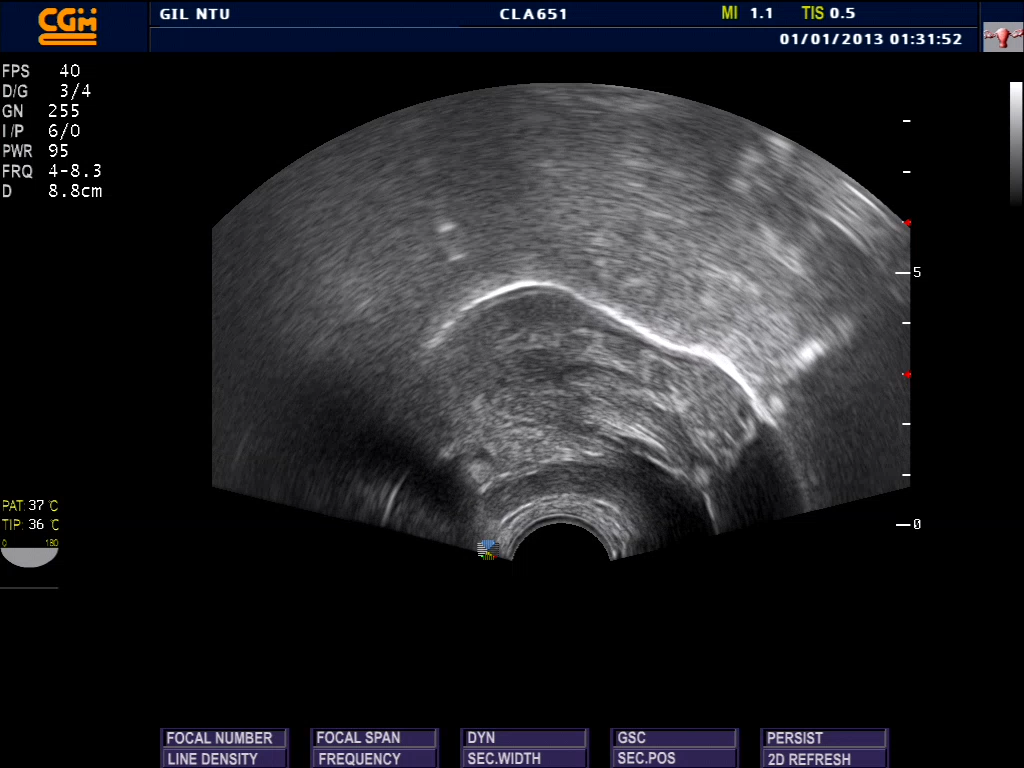 CGM
GIL NTU CLA651 MI 1.1 TIS 0.5
01/01/2013 01:31:52
FPS 40
D/G 3/4
GN 255
I/P 6/0
PWR 95
FRQ 4-8.3
D 8.8cm
5
PAT: 37 °C
TIP: 36 °C
0 180
0
FOCAL NUMBER FOCAL SPAN DYN GSC PERSIST
LINE DENSITY FREQUENCY SEC.WIDTH SEC.POS 2D REFRESH